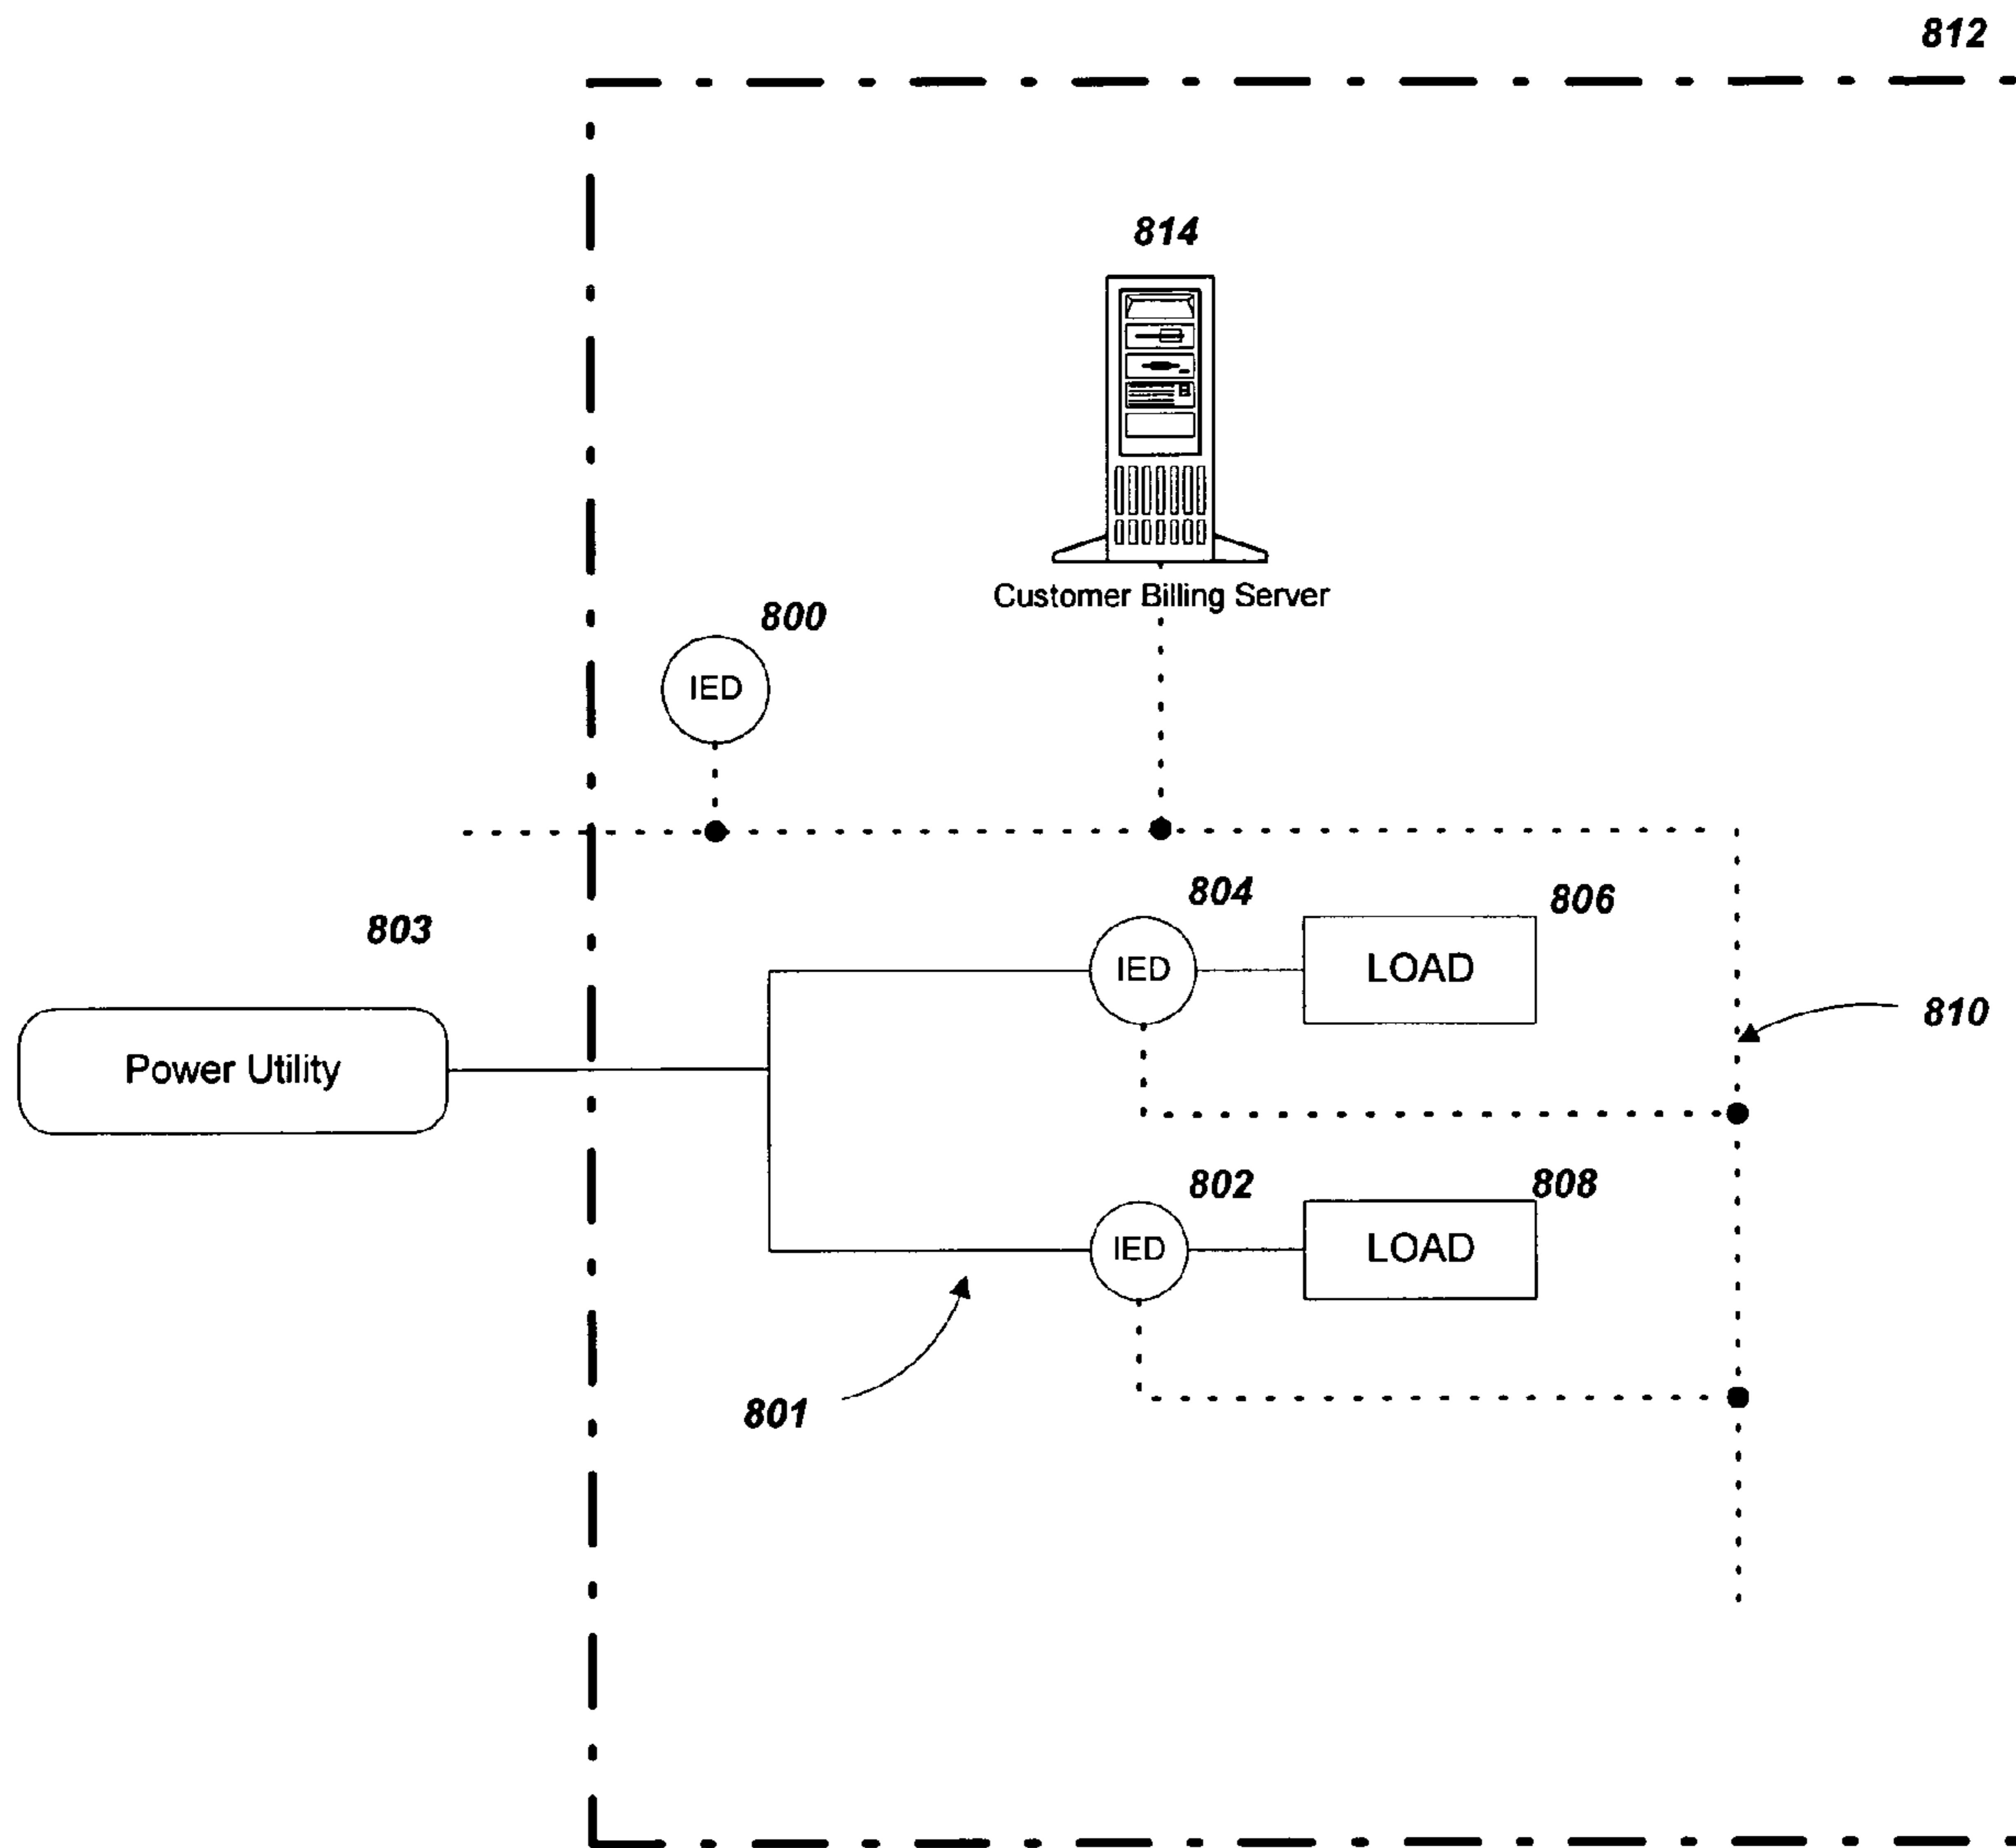 812
814
Customer Billing Server
800
IED
804
806
803
IED
LOAD
810
Power Utility
802
808
IED
LOAD
801